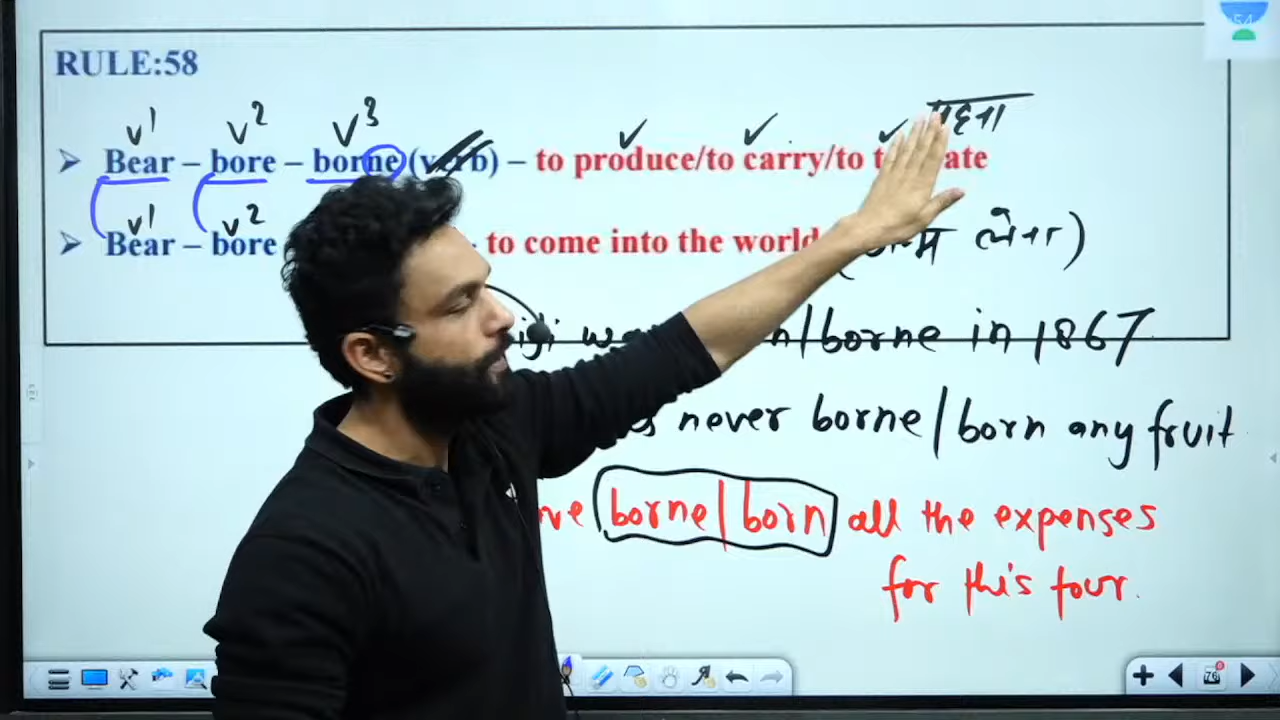 54
RULE:58
v1 v2 v3
Bear – bore – borne (verb) – to produce/to carry/to
v1 v2
Bear – bore to come into the world
लेना)
borne in 1867
never borne/born any fruit
borne/born all the expenses
for this tour.
76